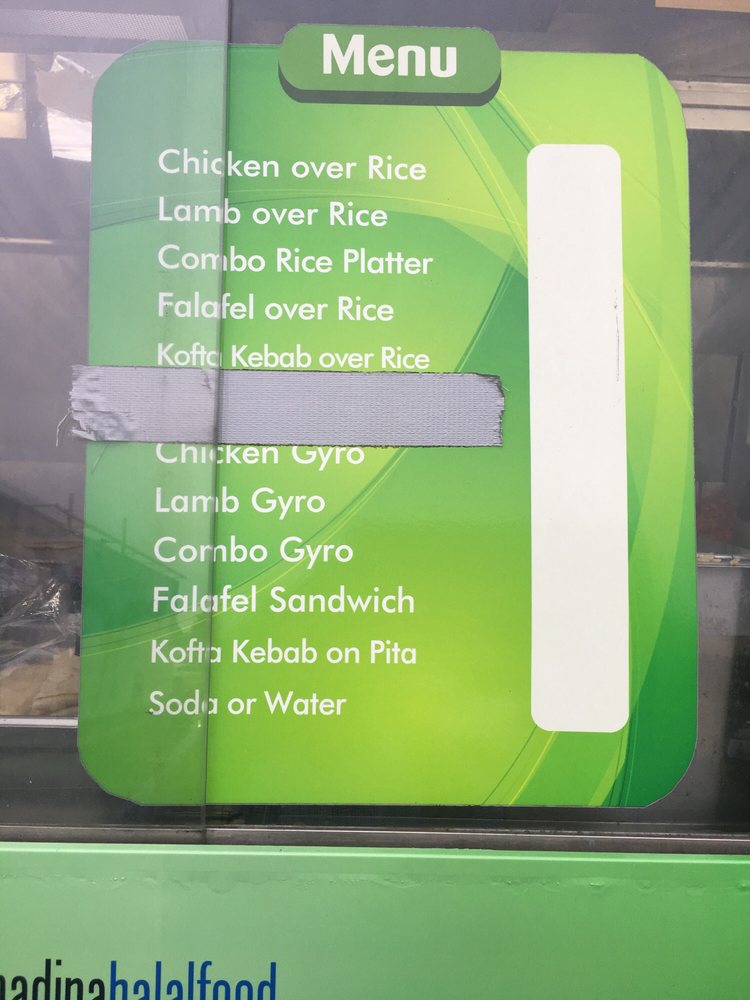 Menu
Chicken over Rice
Lamb over Rice
Combo Rice Platter
Falafel over Rice
Kofta Kebab over Rice
Chicken Gyro
Lamb Gyro
Combo Gyro
Falafel Sandwich
Kofta Kebab on Pita
Soda or Water
adinahalalfood